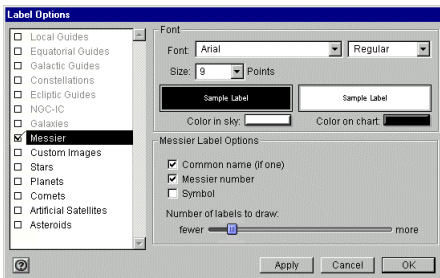 Label Options
Local Guides
Equatorial Guides
Galactic Guides
Constellations
Ecliptic Guides
NGC-IC
Galaxies
Messier
Custom Images
Stars
Planets
Comets
Artificial Satellites
Asteroids
Font
Font: Arial Regular
Size: 9 Points
Sample Label Sample Label
Color in sky: Color on chart:
Messier Label Options
Common name (if one)
Messier number
Symbol
Number of labels to draw:
fewer more
? Apply Cancel OK